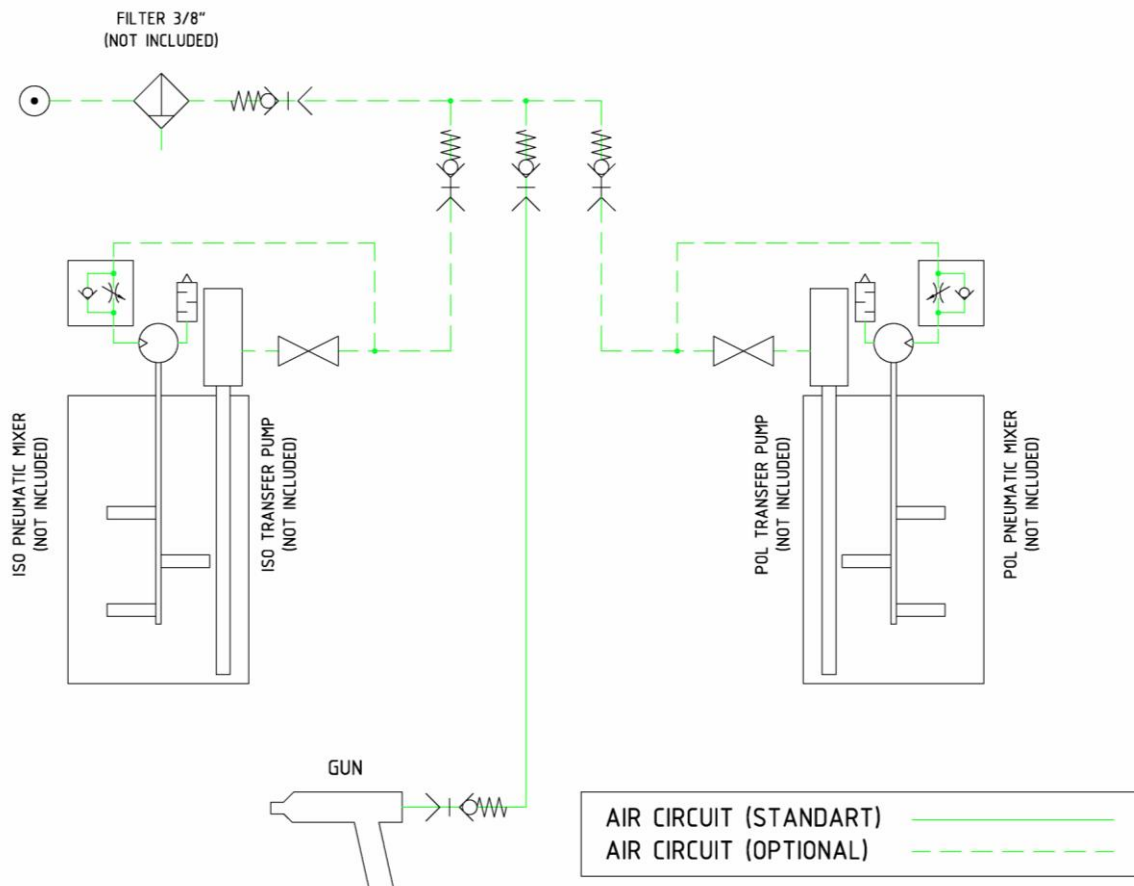 FILTER 3/8"
(NOT INCLUDED)
ISO PNEUMATIC MIXER
(NOT INCLUDED)
ISO TRANSFER PUMP
(NOT INCLUDED)
POL TRANSFER PUMP
(NOT INCLUDED)
POL PNEUMATIC MIXER
(NOT INCLUDED)
GUN
AIR CIRCUIT (STANDART)
AIR CIRCUIT (OPTIONAL)